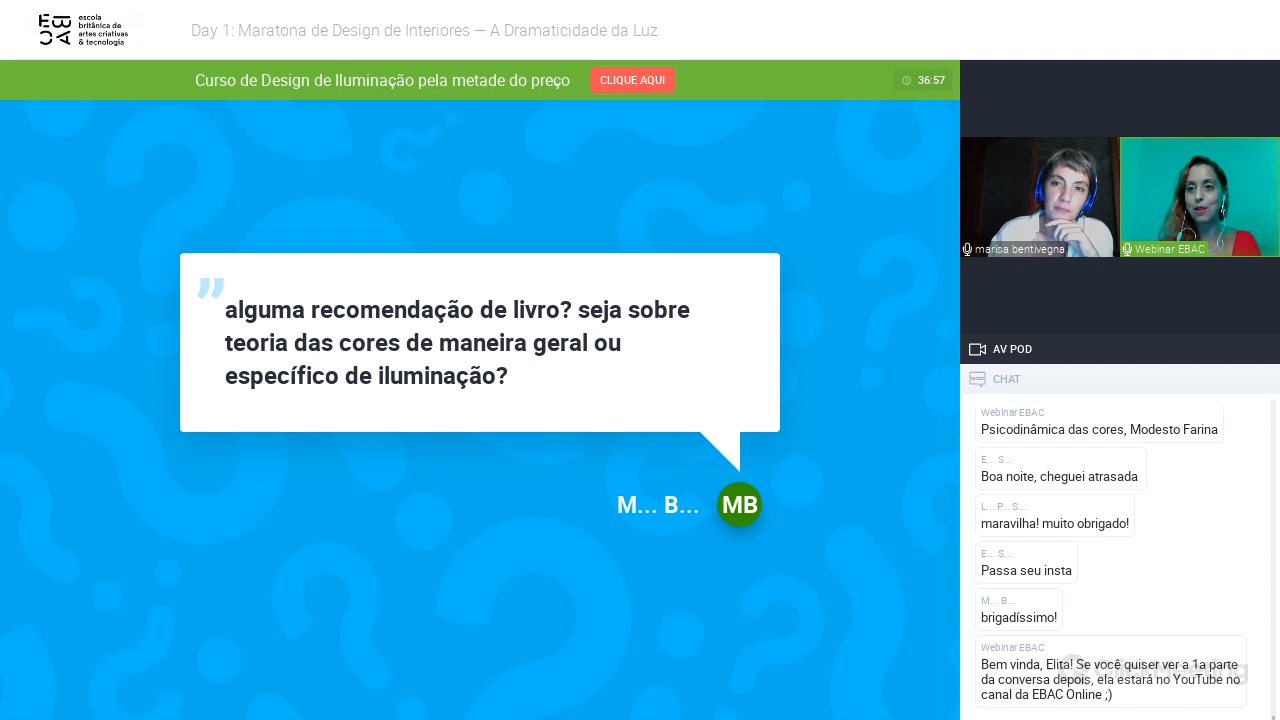 EBAC
escola
britânica de
artes criativas
& tecnologia
Day 1: Maratona de Design de Interiores — A Dramaticidade da Luz
Curso de Design de Iluminação pela metade do preço
CLIQUE AQUI
36:57
”
alguma recomendação de livro? seja sobre
teoria das cores de maneira geral ou
específico de iluminação?
M... B...
MB
marisa bentivegna
Webinar EBAC
AV POD
CHAT
Webinar EBAC
Psicodinâmica das cores, Modesto Farina
E... S...
Boa noite, cheguei atrasada
L... P... S...
maravilha! muito obrigado!
E... S...
Passa seu insta
M... B...
brigadíssimo!
Webinar EBAC
Bem vinda, Elita! Se você quiser ver a 1a parte
da conversa depois, ela estará no YouTube no
canal da EBAC Online ;)